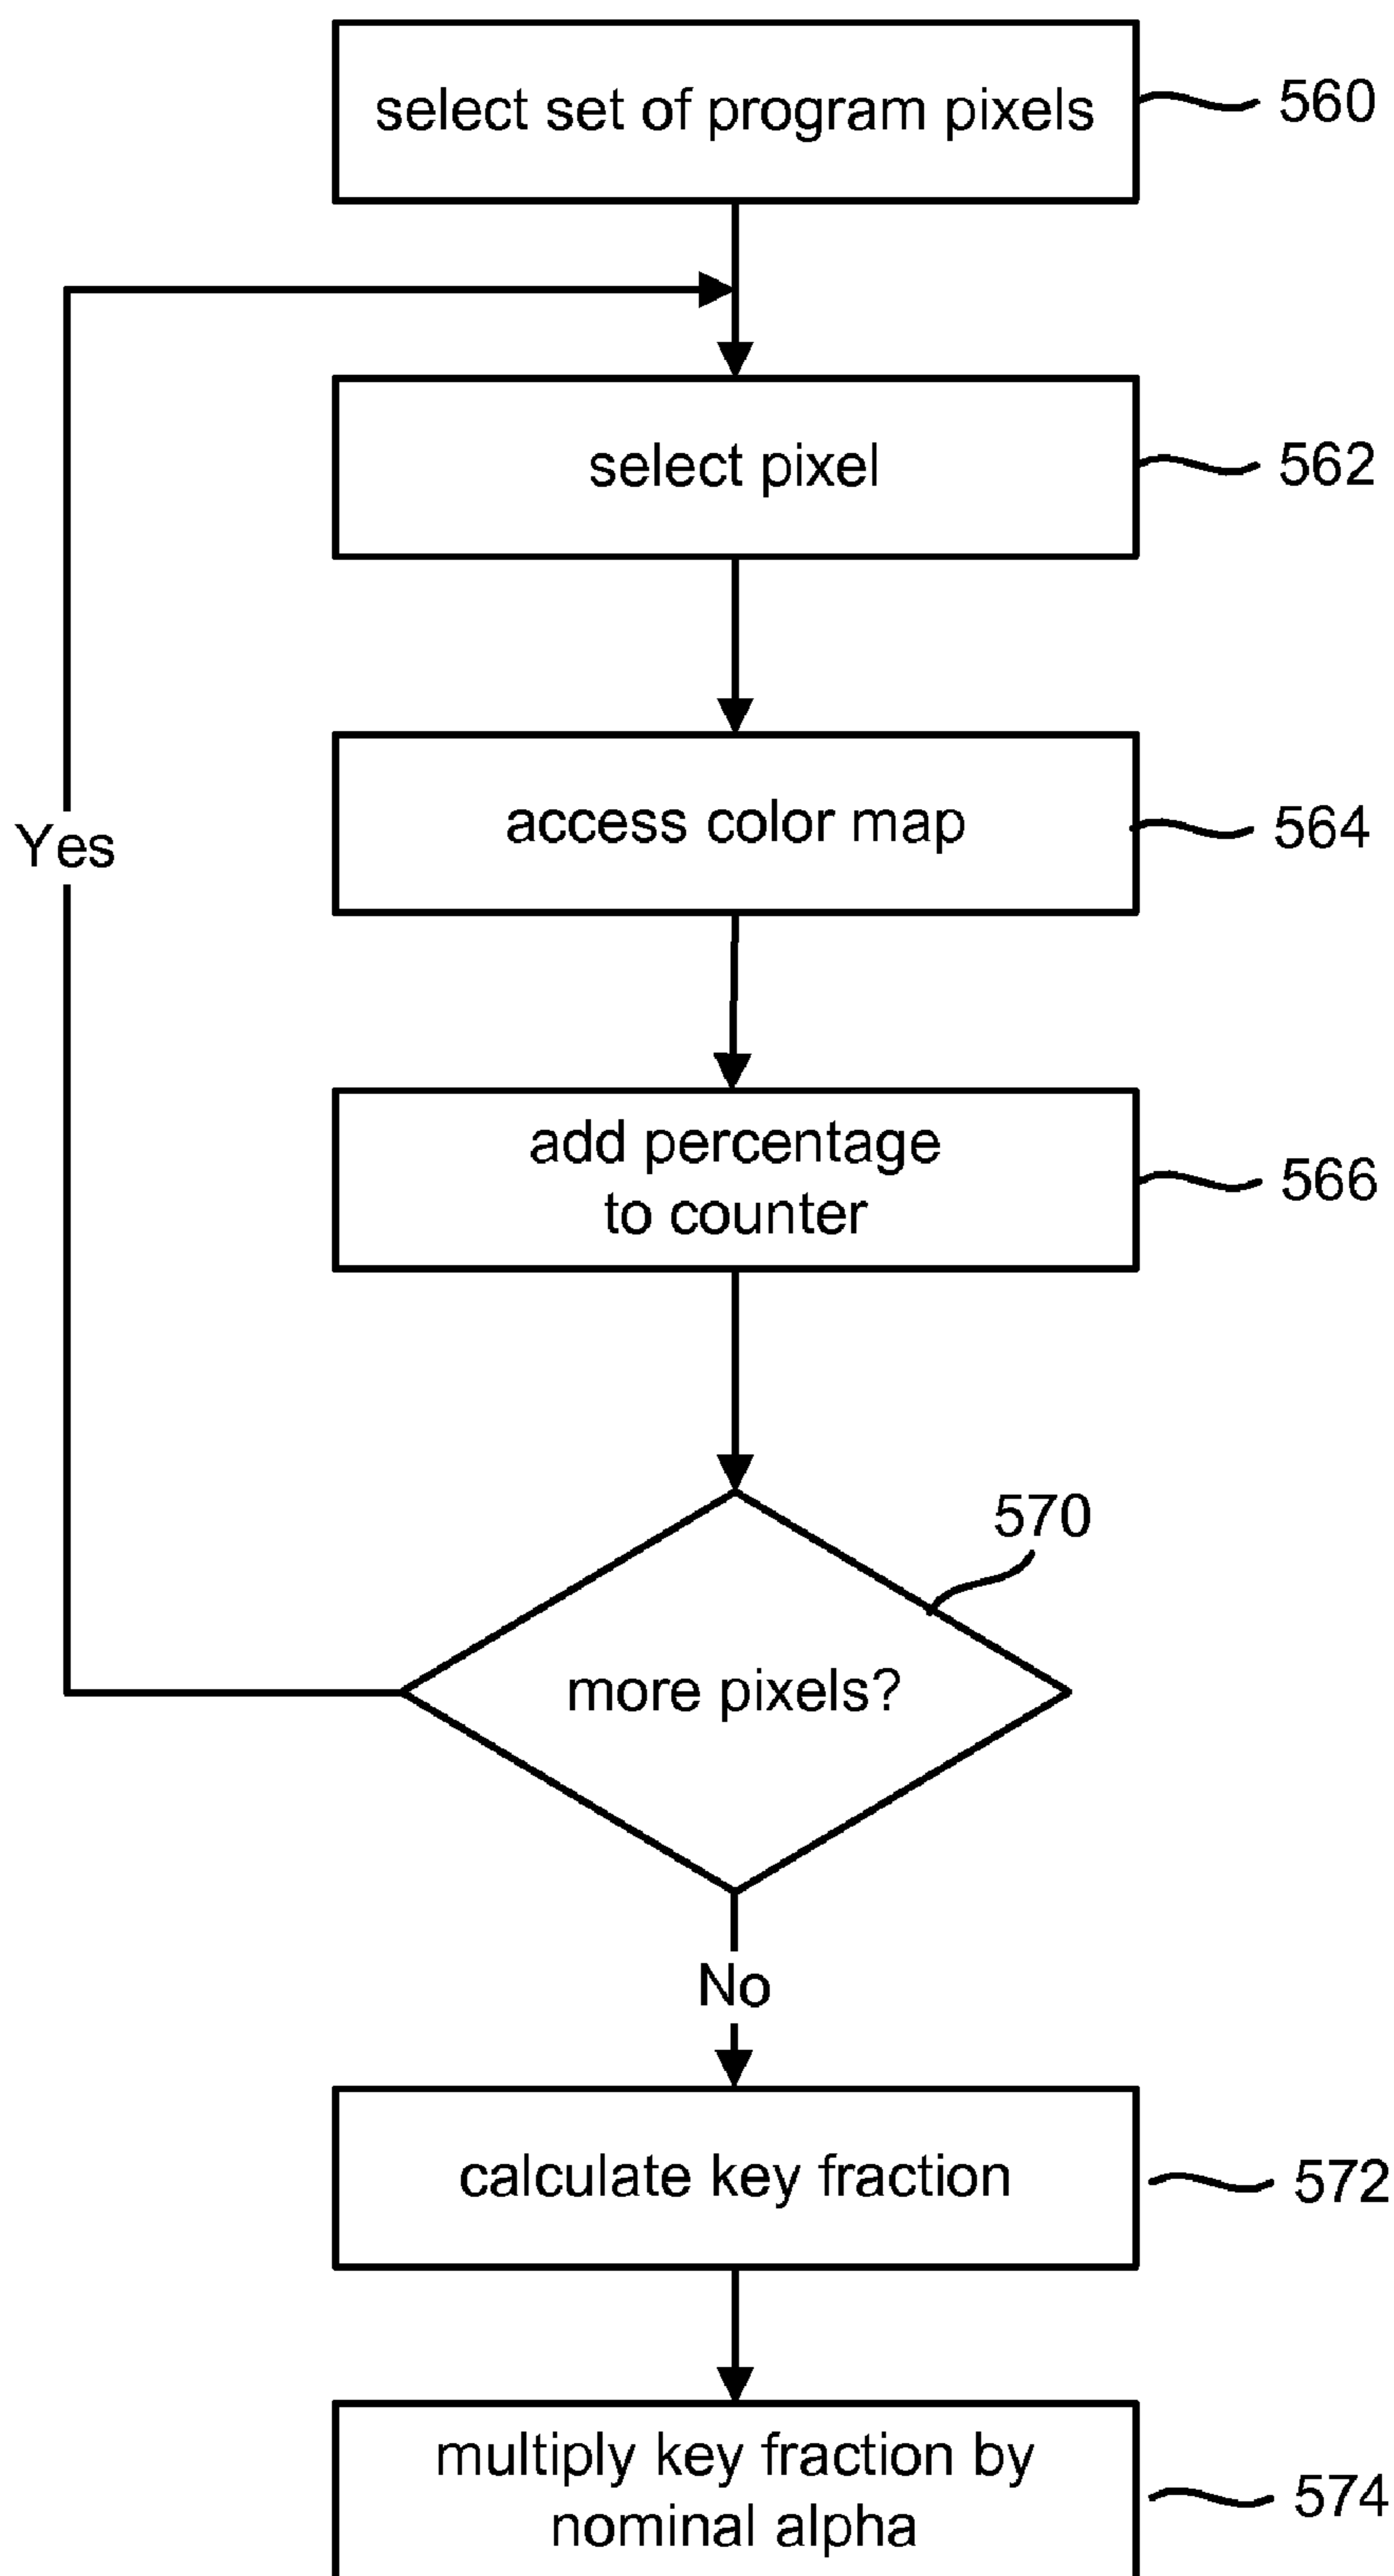 select set of program pixels
560
select pixel
562
access color map
564
Yes
add percentage
to counter
566
570
more pixels?
No
calculate key fraction
572
multiply key fraction by
nominal alpha
574